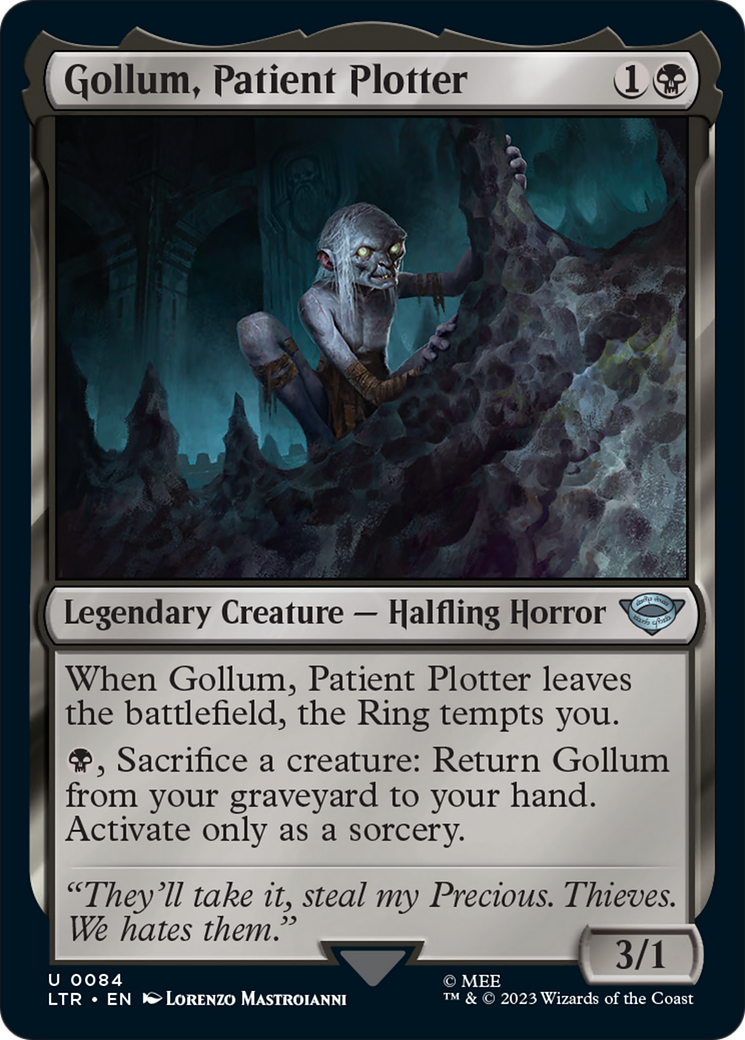 Gollum, Patient Plotter 1
Legendary Creature — Halfling Horror
When Gollum, Patient Plotter leaves
the battlefield, the Ring tempts you.
, Sacrifice a creature: Return Gollum
from your graveyard to your hand.
Activate only as a sorcery.
“They’ll take it, steal my Precious. Thieves.
We hates them.”
3/1
U 0084
LTR • EN Lorenzo Mastroianni
© MEE
™ & © 2023 Wizards of the Coast